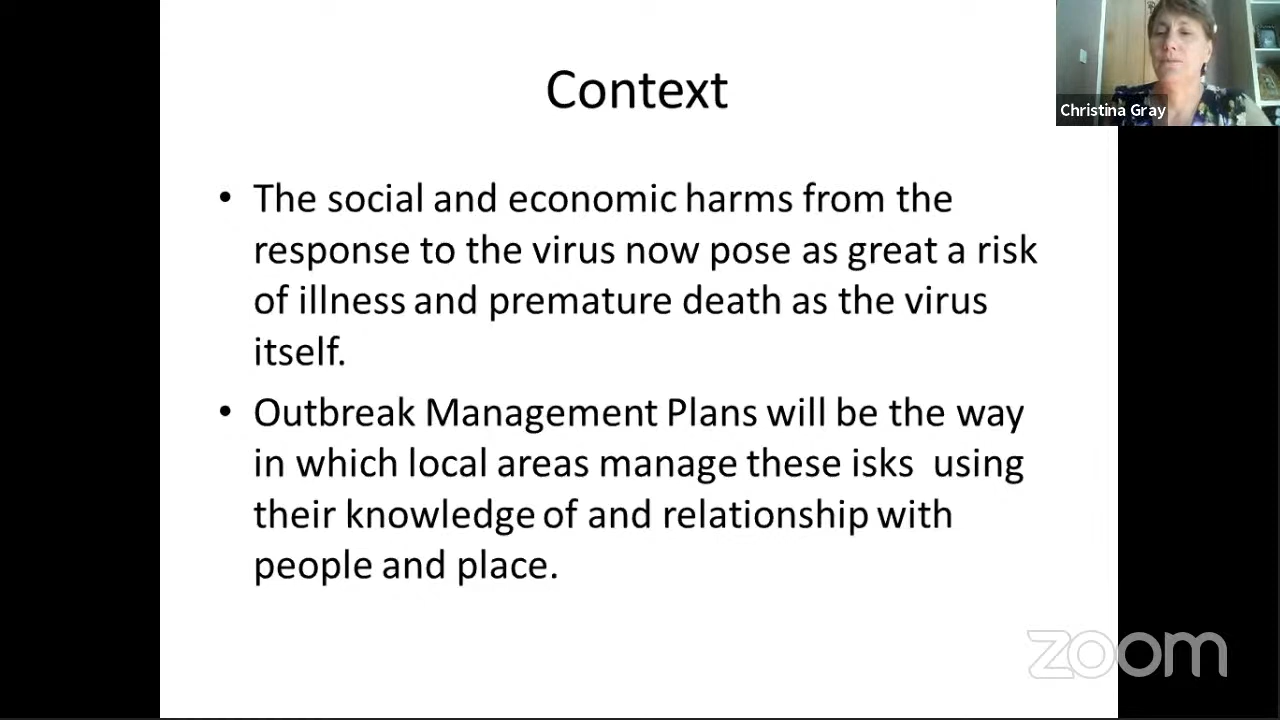 Context
Christina Gray
• The social and economic harms from the
response to the virus now pose as great a risk
of illness and premature death as the virus
itself.
• Outbreak Management Plans will be the way
in which local areas manage these isks  using
their knowledge of and relationship with
people and place.
zoom